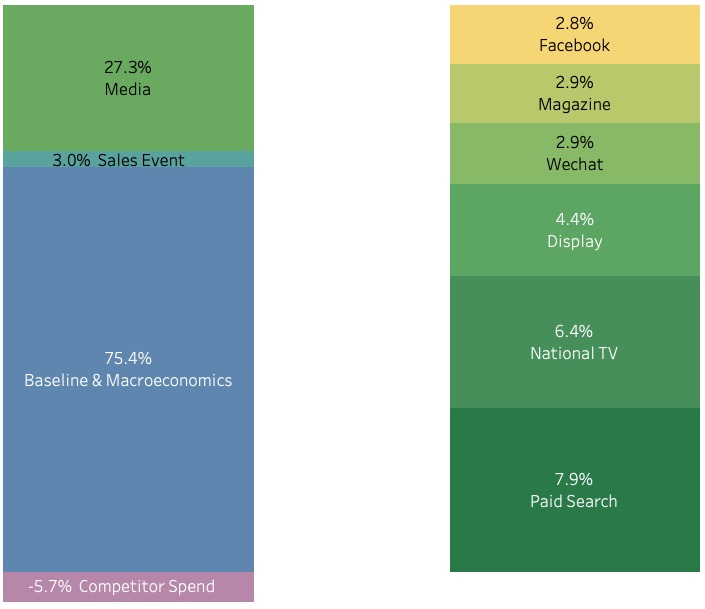 27.3%
Media
3.0% Sales Event
75.4%
Baseline & Macroeconomics
-5.7% Competitor Spend
2.8%
Facebook
2.9%
Magazine
2.9%
Wechat
4.4%
Display
6.4%
National TV
7.9%
Paid Search